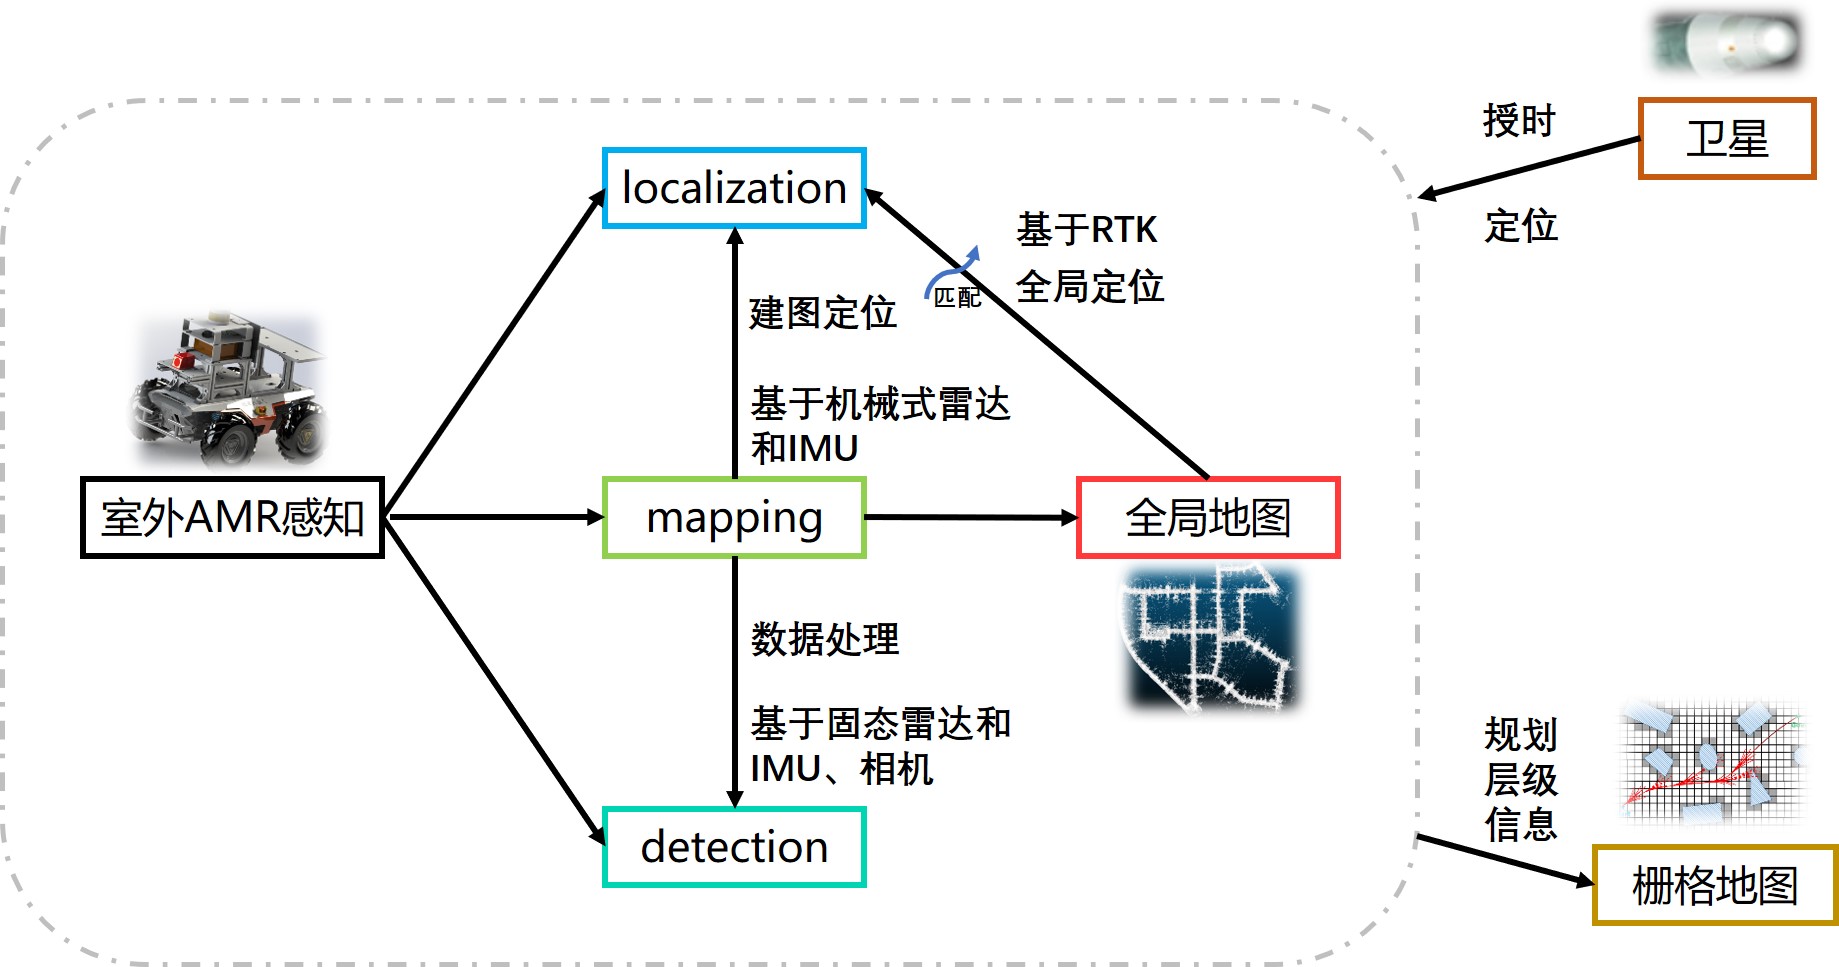 卫星
授时
定位
localization
基于RTK
全局定位
匹配
建图定位
基于机械式雷达
和IMU
室外AMR感知
mapping
全局地图
数据处理
基于固态雷达和
IMU、相机
detection
规划
层级
信息
栅格地图